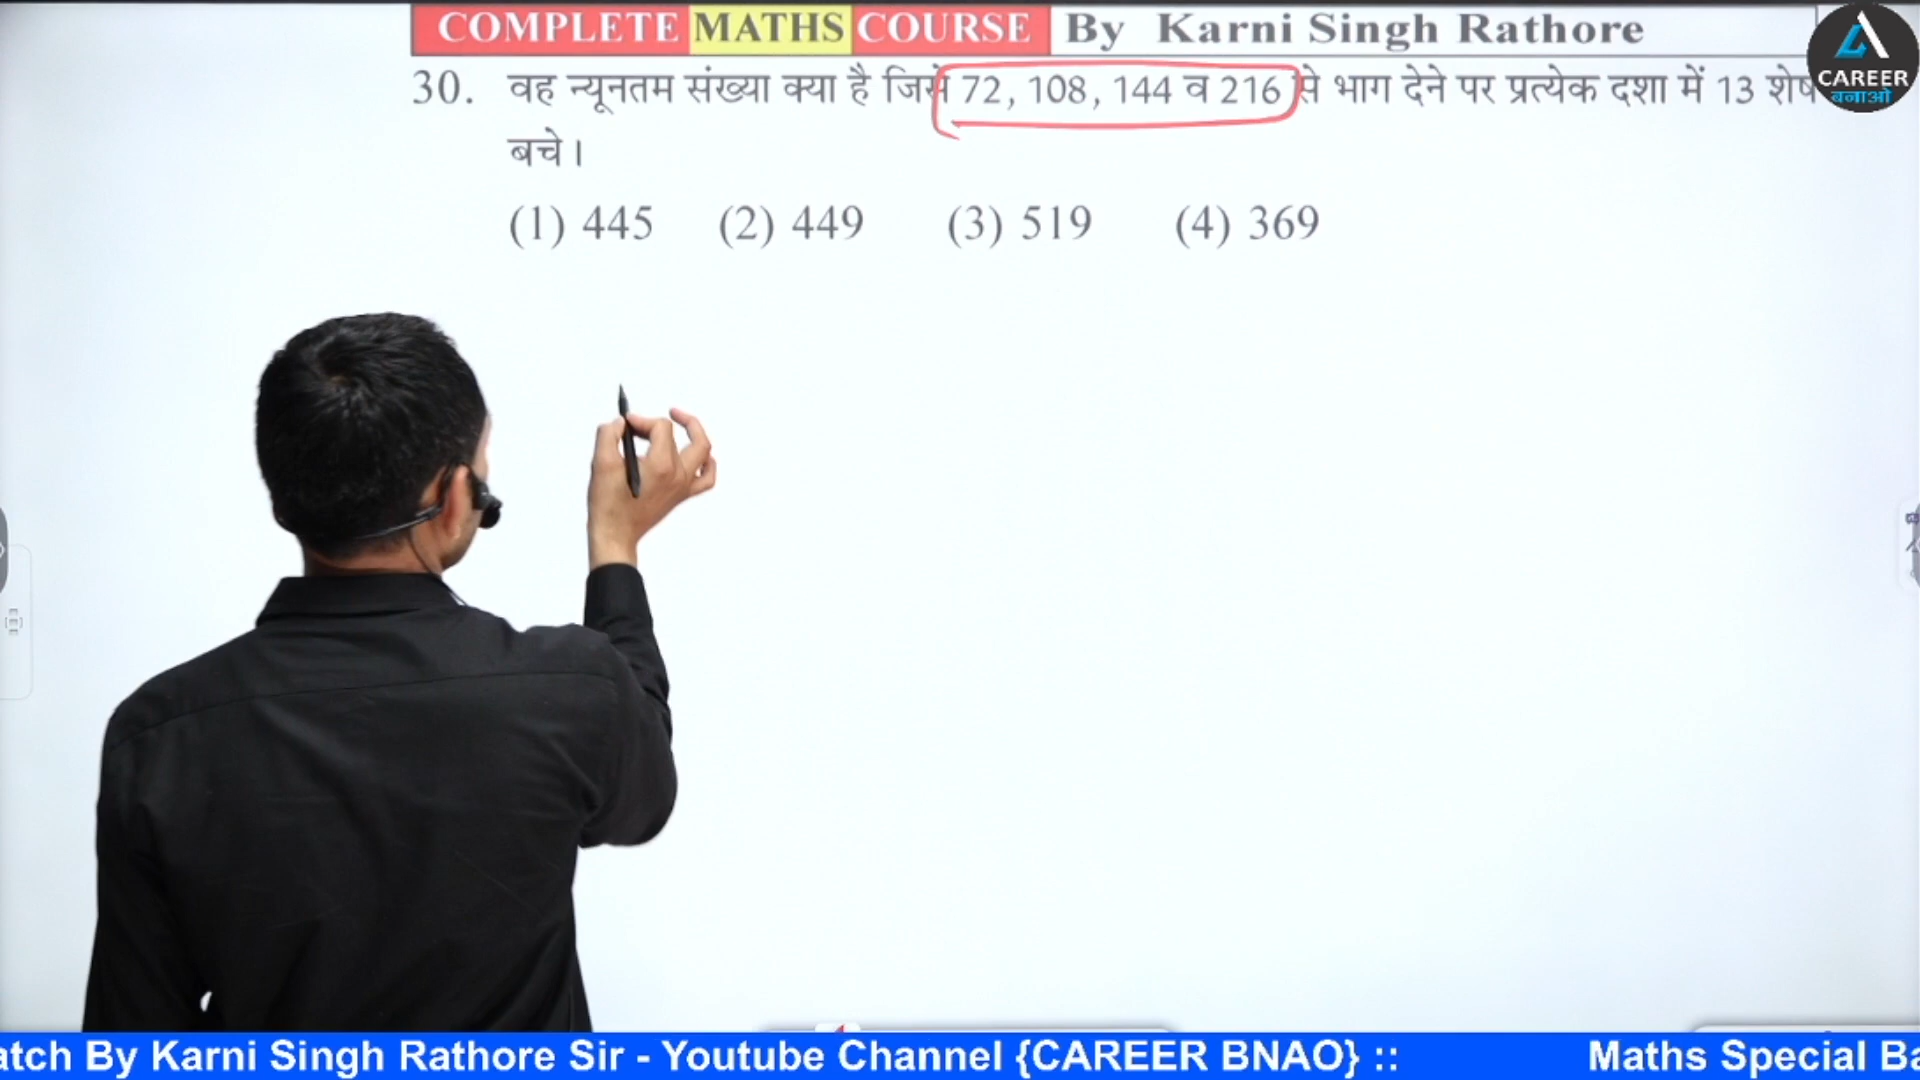 COMPLETE MATHS COURSE By Karni Singh Rathore
CAREER
बनाओ
30. वह न्यूनतम संख्या क्या है जिसे 72, 108, 144 व 216 से भाग देने पर प्रत्येक दशा में 13 शेष
बचे।
(1) 445 (2) 449 (3) 519 (4) 369
By Karni Singh Rathore Sir - Youtube Channel {CAREER BNAO} :: Maths Special